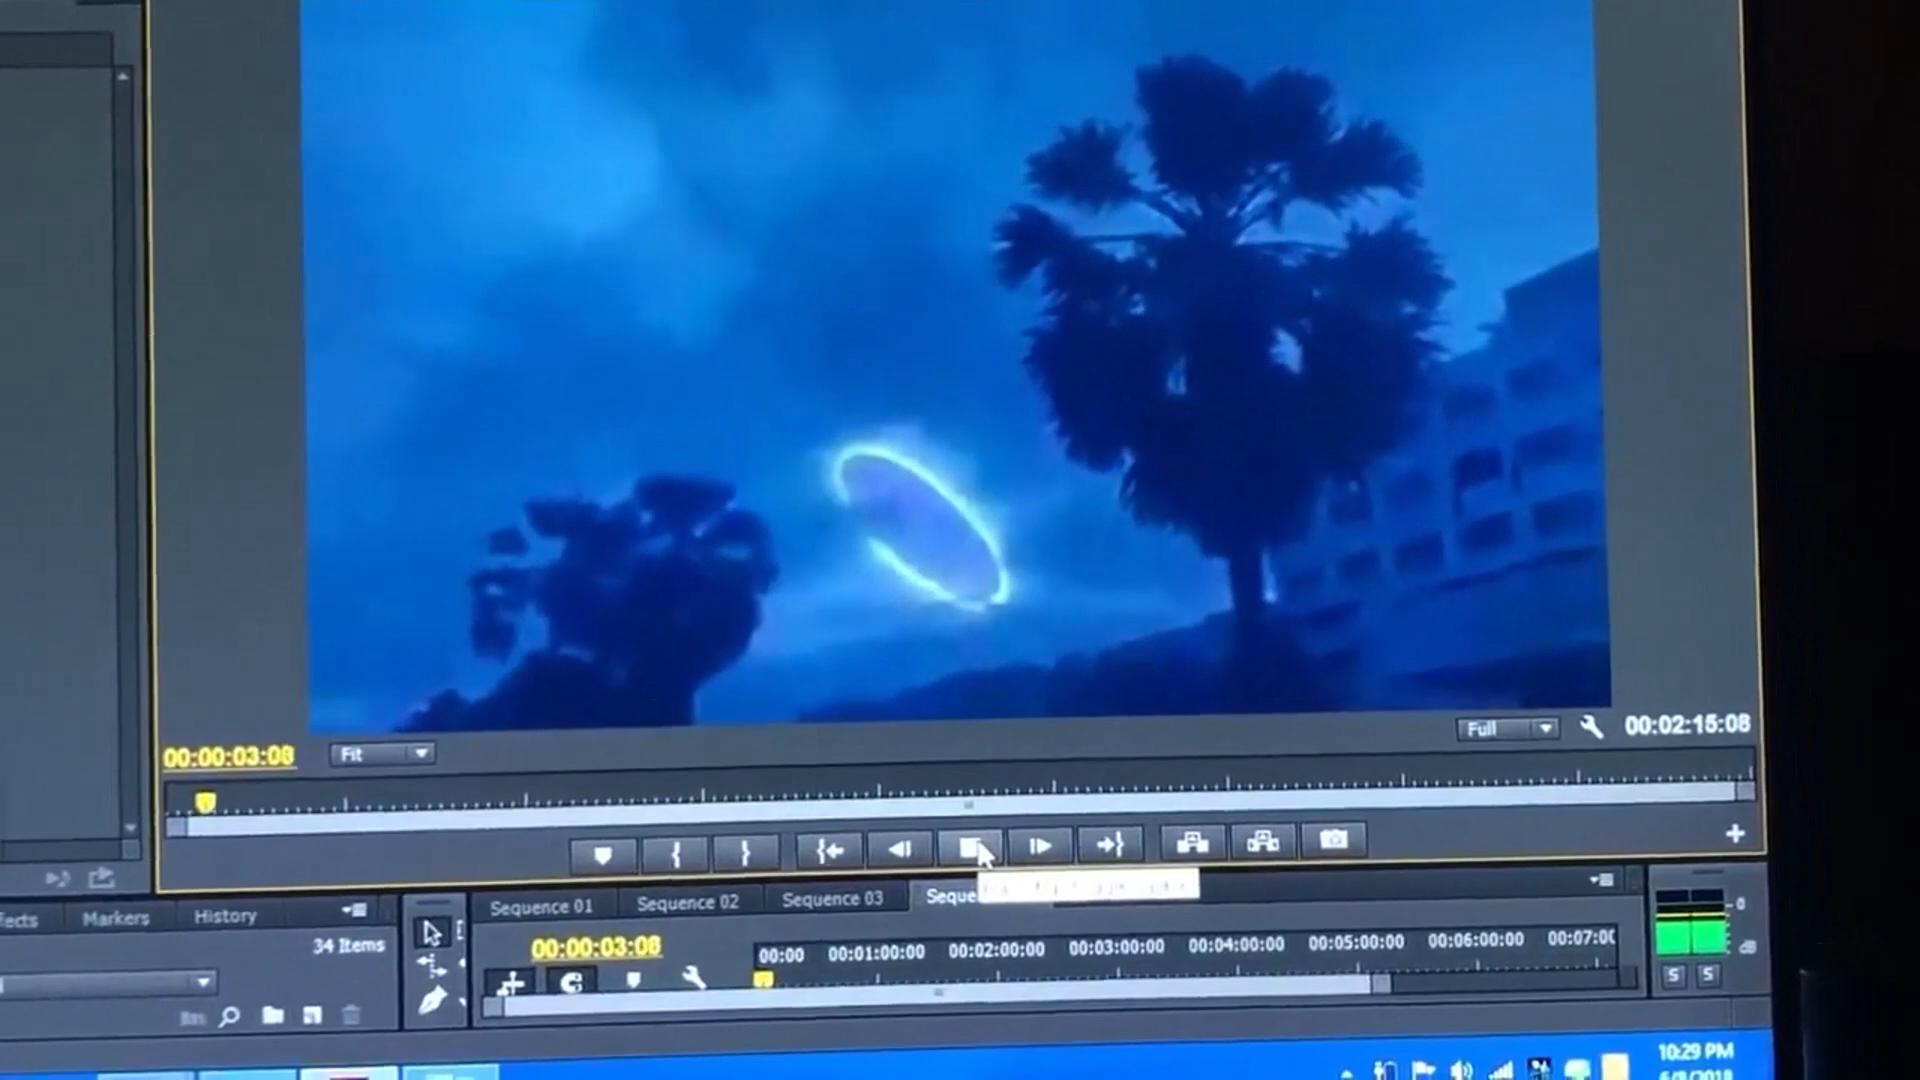 00:00:03:08
Fit
Full
00:02:15:08
Markers
History
34 Items
Sequence 01
Sequence 02
Sequence 03
00:00:03:08
00:00
00:01:00:00
00:02:00:00
00:03:00:00
00:04:00:00
00:05:00:00
00:06:00:00
0
dB
S S
10:29 PM